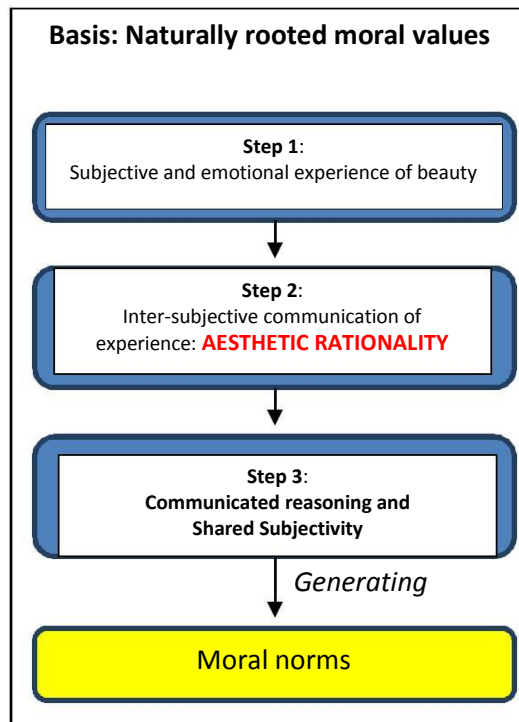 Basis: Naturally rooted moral values
Step 1:
Subjective and emotional experience of beauty
Step 2:
Inter-subjective communication of
experience: AESTHETIC RATIONALITY
Step 3:
Communicated reasoning and
Shared Subjectivity
Generating
Moral norms